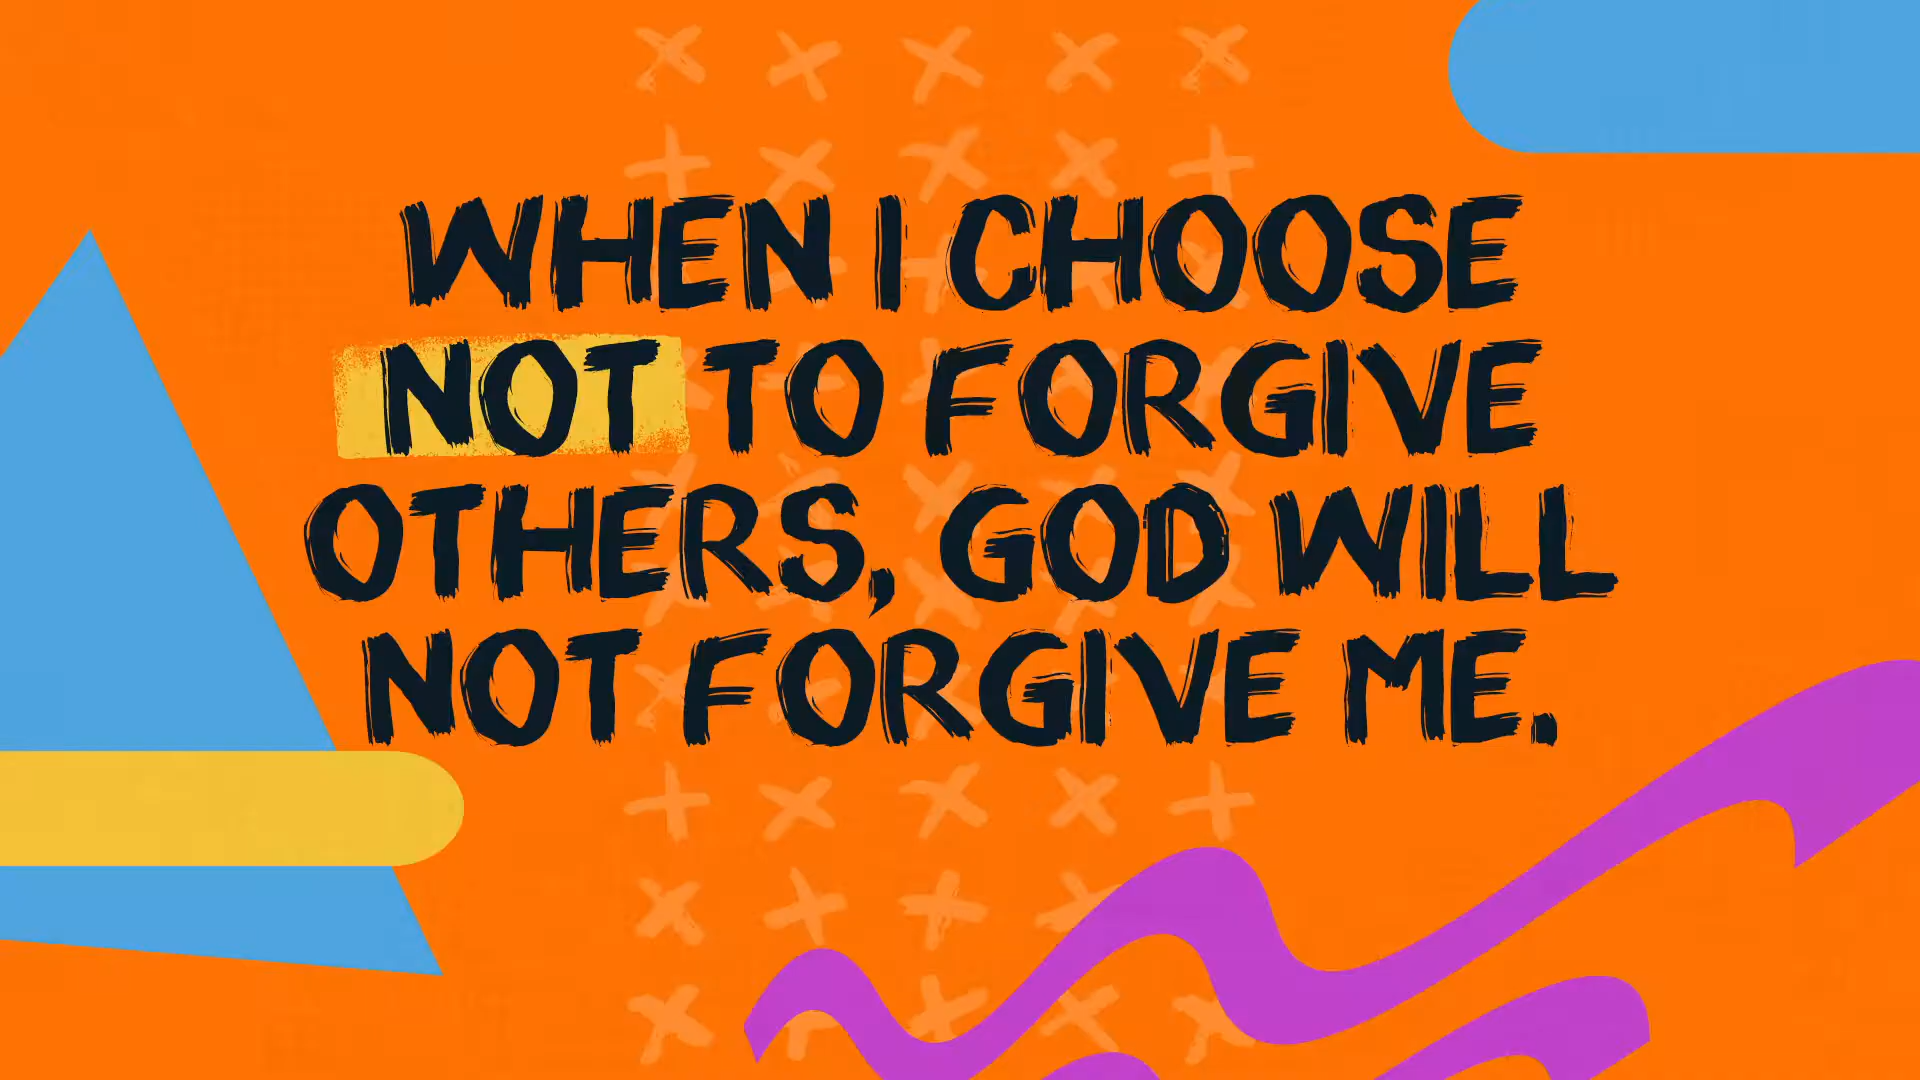 WHEN I CHOOSE
NOT TO FORGIVE
OTHERS, GOD WILL
NOT FORGIVE ME.